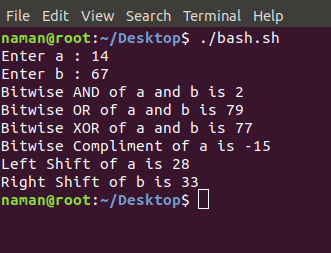 File Edit View Search Terminal Help
naman@root:~/Desktop$ ./bash.sh
Enter a : 14
Enter b : 67
Bitwise AND of a and b is 2
Bitwise OR of a and b is 79
Bitwise XOR of a and b is 77
Bitwise Compliment of a is -15
Left Shift of a is 28
Right Shift of b is 33
naman@root:~/Desktop$